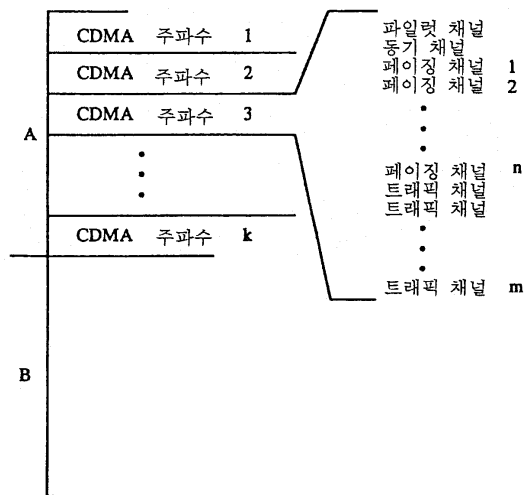 CDMA 주파수 1
CDMA 주파수 2
CDMA 주파수 3
A
CDMA 주파수 k
B
파일럿 채널
동기 채널
페이징 채널 1
페이징 채널 2
페이징 채널 n
트래픽 채널
트래픽 채널
트래픽 채널 m